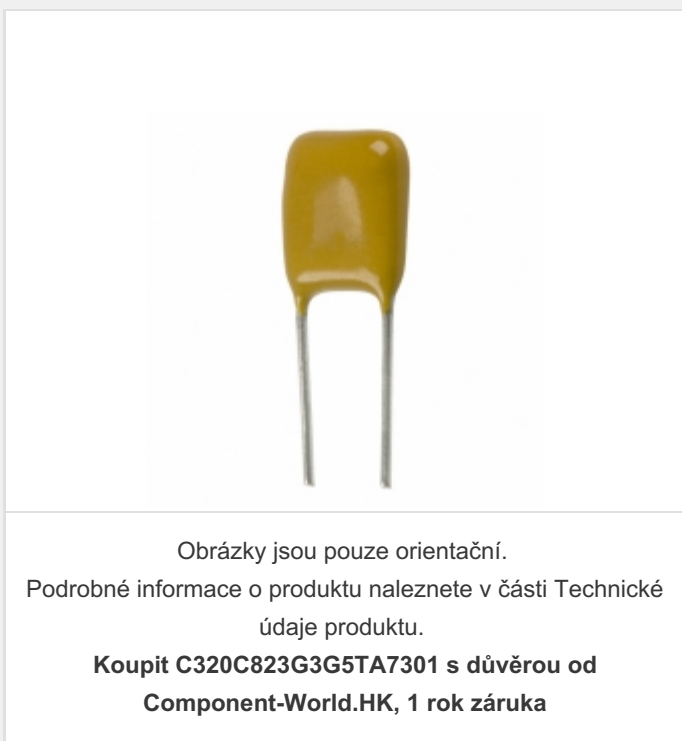 Obrázky jsou pouze orientační.
Podrobné informace o produktu naleznete v části Technické
údaje produktu.
Koupit C320C823G3G5TA7301 s důvěrou od
Component-World.HK, 1 rok záruka